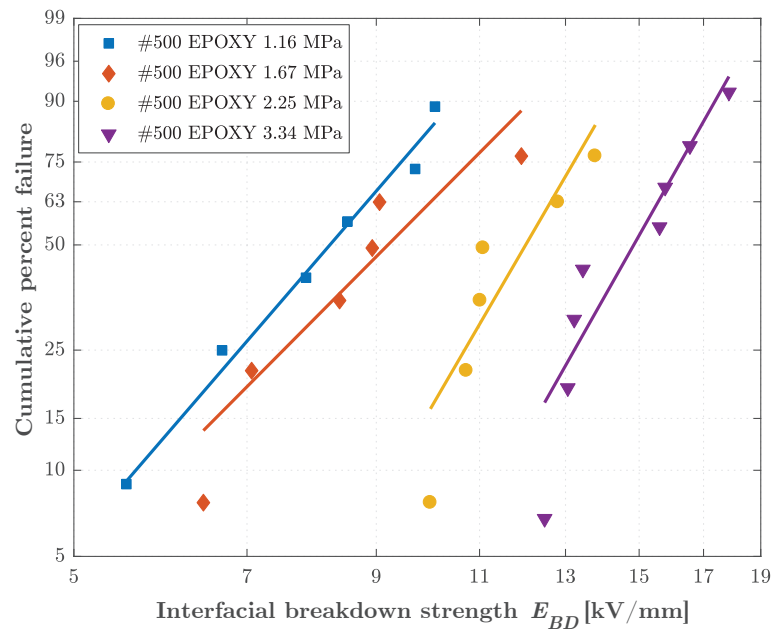 99
96
90
75
63
50
25
15
10
5
Cumulative percent failure
#500 EPOXY 1.16 MPa
#500 EPOXY 1.67 MPa
#500 EPOXY 2.25 MPa
#500 EPOXY 3.34 MPa
5 7 9 11 13 15 17 19
Interfacial breakdown strength E_BD [kV/mm]